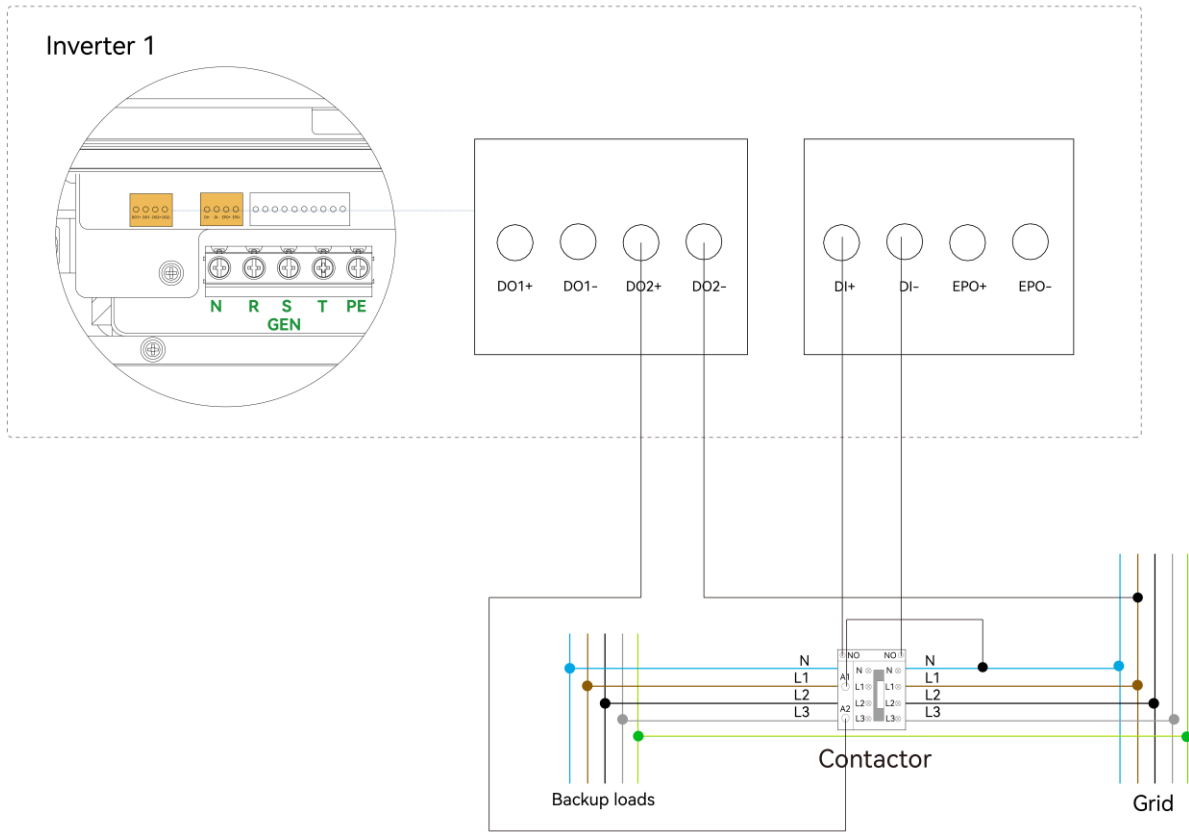 Inverter 1
N R S T PE
GEN
DO1+ DO1- DO2+ DO2-
DI+ DI- EPO+ EPO-
NO NO
N N N N
A1
L1 L1 L1 L1
L2 L2 L2 L2
A2
L3 L3 L3 L3
Contactor
Backup loads
Grid